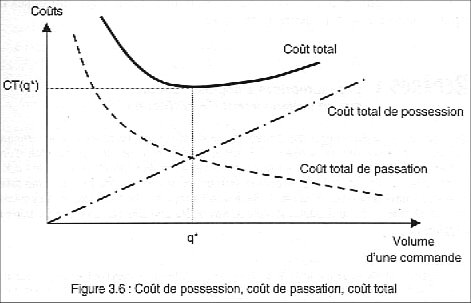 Coûts
Coût total
CT(q*)
Coût total de possession
Coût total de passation
q*
Volume
d'une commande
Figure 3.6 : Coût de possession, coût de passation, coût total